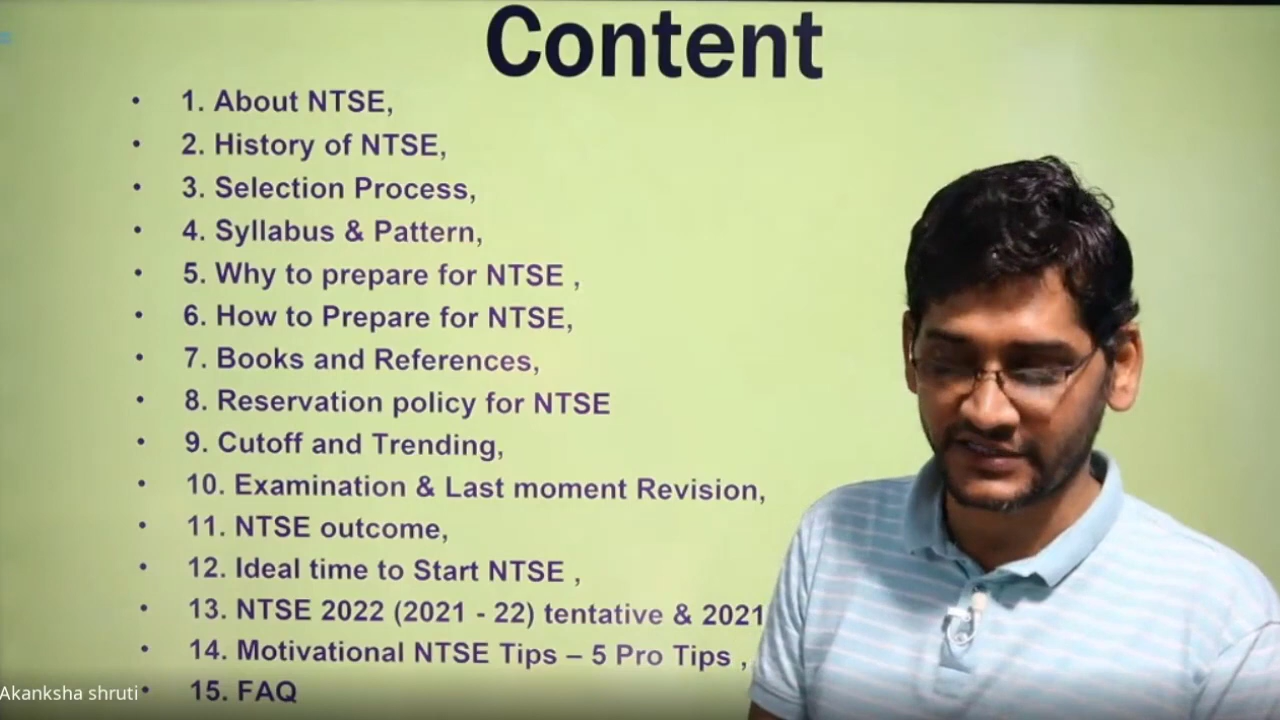 Content
• 1. About NTSE,
• 2. History of NTSE,
• 3. Selection Process,
• 4. Syllabus & Pattern,
• 5. Why to prepare for NTSE ,
• 6. How to Prepare for NTSE,
• 7. Books and References,
• 8. Reservation policy for NTSE
• 9. Cutoff and Trending,
• 10. Examination & Last moment Revision,
• 11. NTSE outcome,
• 12. Ideal time to Start NTSE ,
• 13. NTSE 2022 (2021 - 22) tentative & 2021
• 14. Motivational NTSE Tips – 5 Pro Tips ,
• 15. FAQ
Akanksha shruti